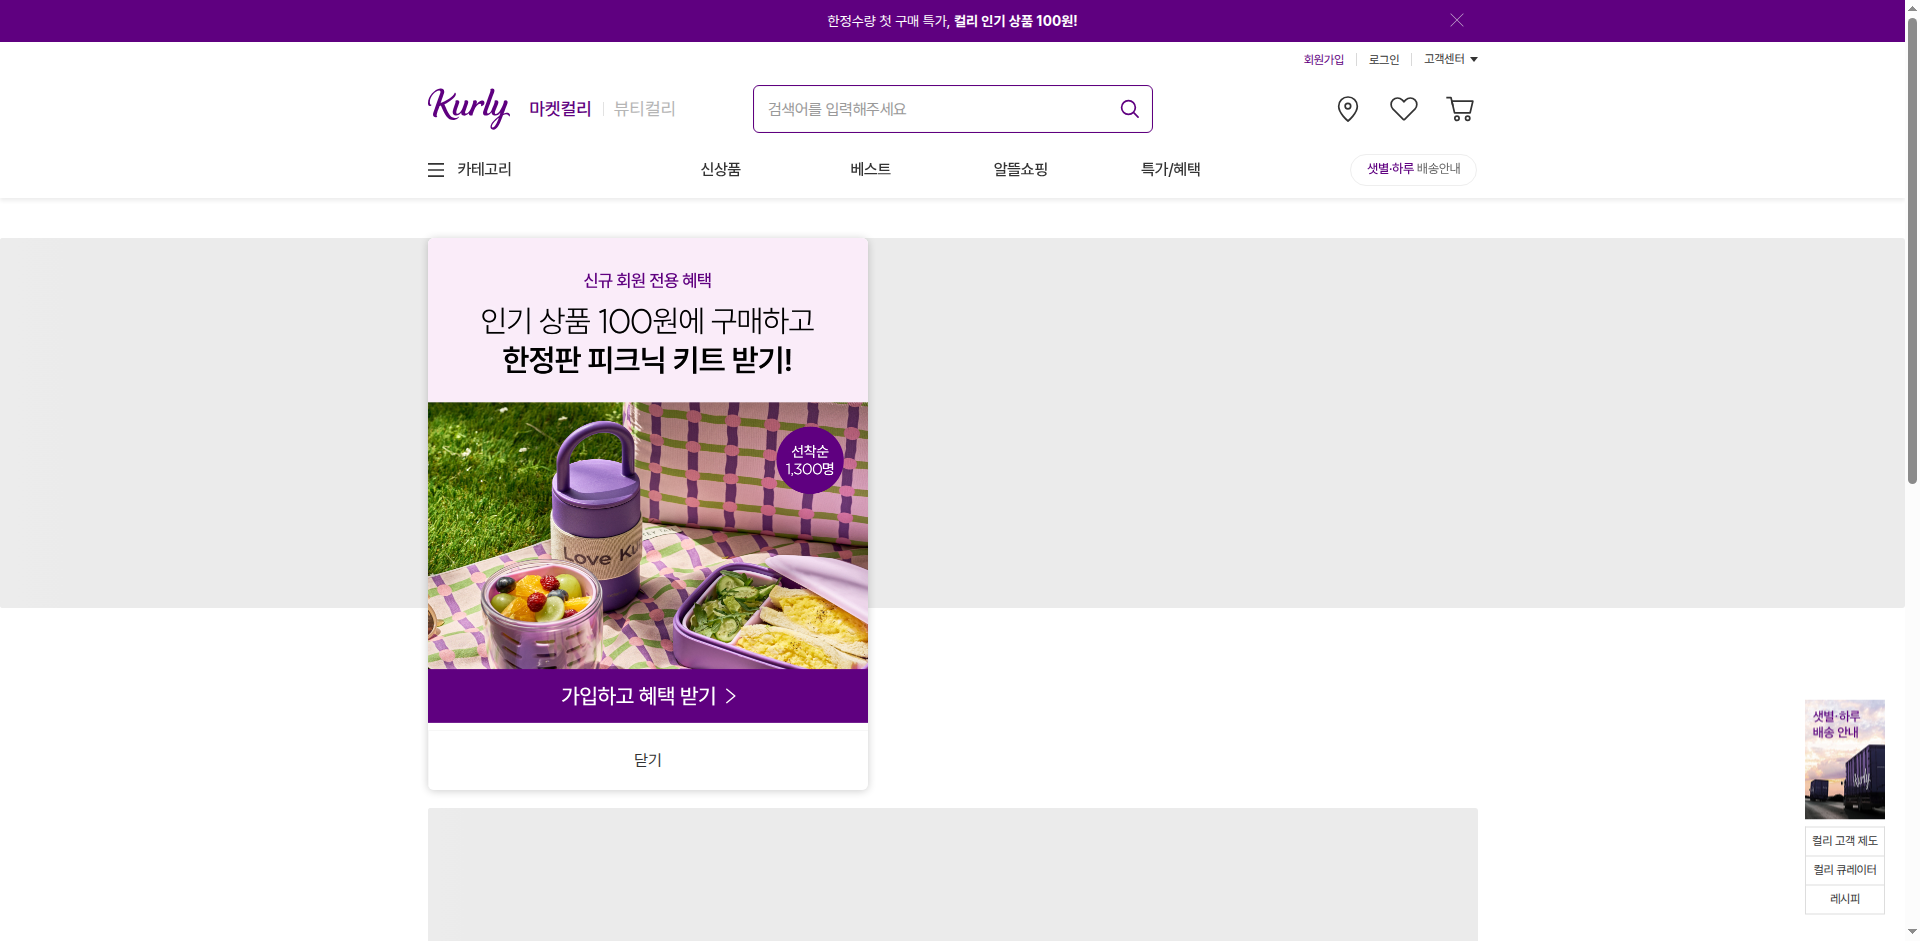 한정수량 첫 구매 특가, 컬리 인기 상품 100원!
회원가입
로그인
고객센터
Kurly
마켓컬리
뷰티컬리
검색어를 입력해주세요
카테고리
신상품
베스트
알뜰쇼핑
특가/혜택
샛별·하루 배송안내
신규 회원 전용 혜택
인기 상품 100원에 구매하고
한정판 피크닉 키트 받기!
선착순
1,300명
Love Ku
가입하고 혜택 받기 >
닫기
샛별·하루
배송 안내
Kurly
컬리 고객 제도
컬리 큐레이터
레시피